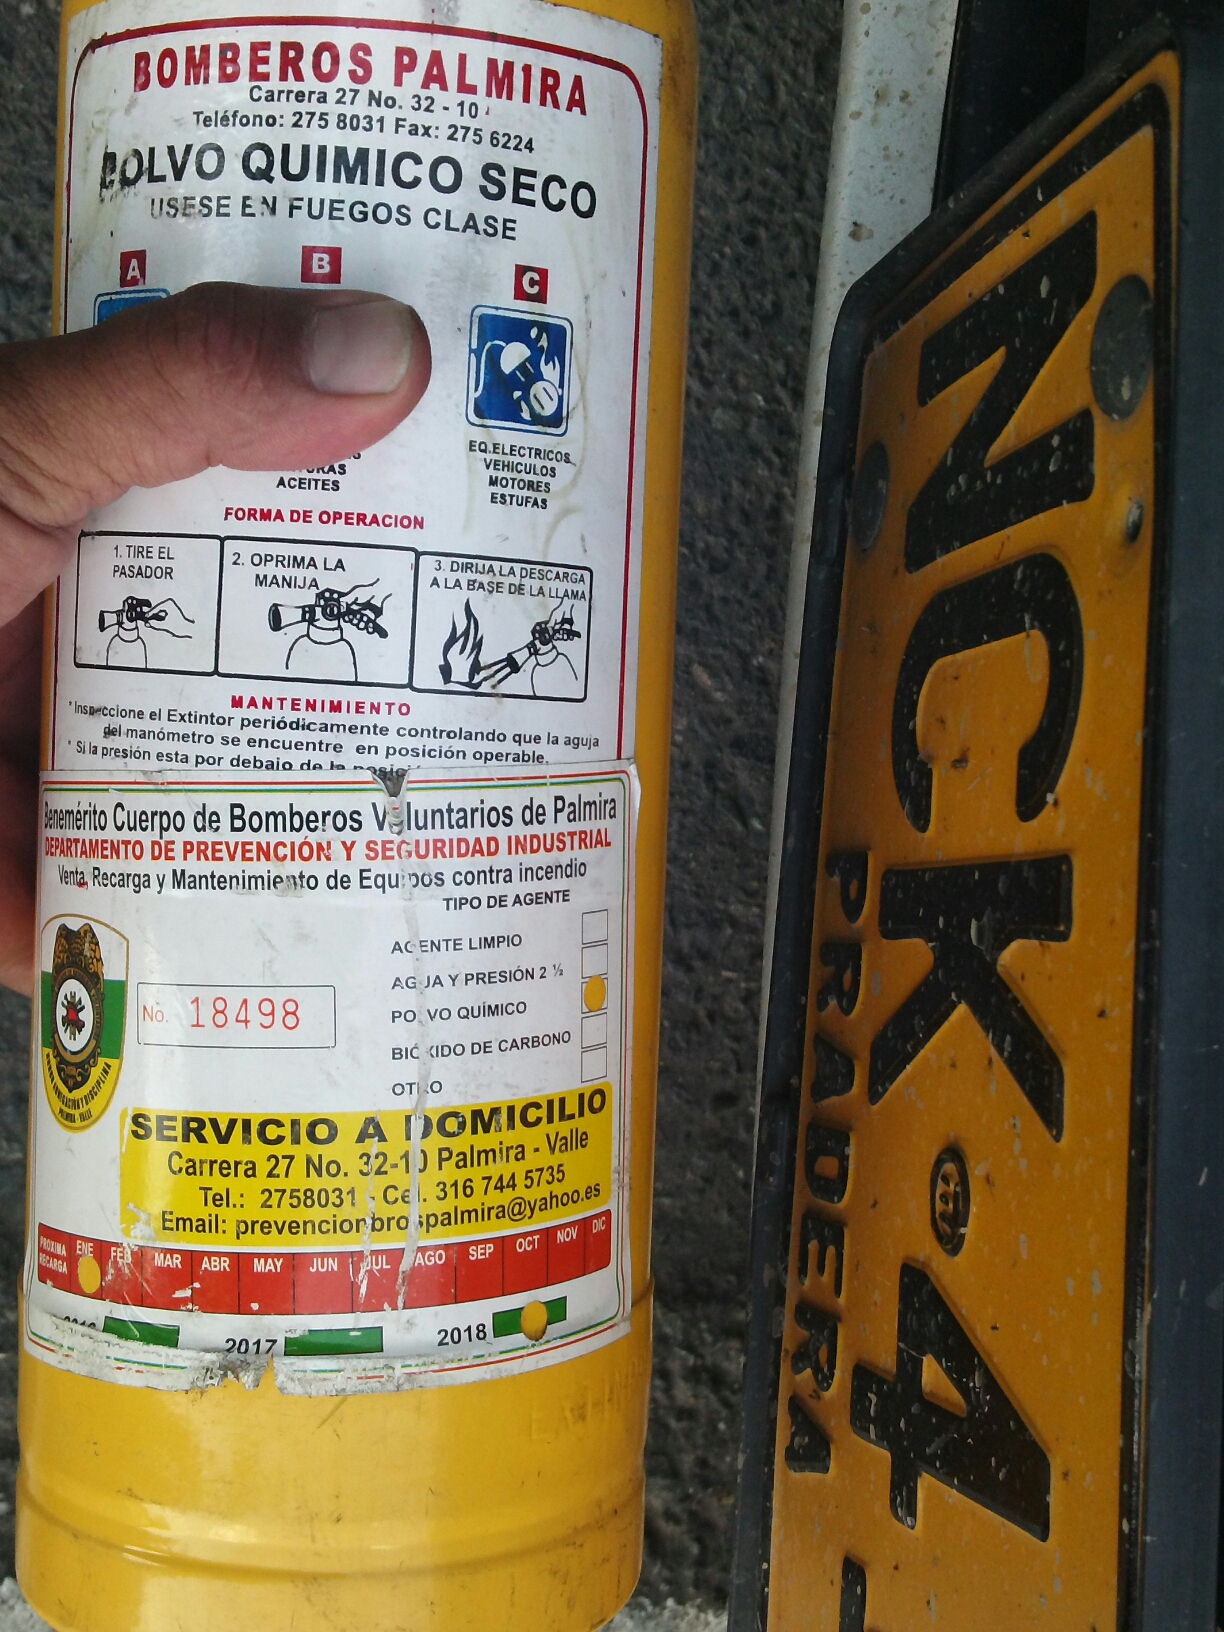 BOMBEROS PALMIRA
Carrera 27 No. 32 - 10
Teléfono: 275 8031 Fax: 275 6224
POLVO QUIMICO SECO
USESE EN FUEGOS CLASE
A B C
EQ.ELECTRICOS
VEHICULOS
MOTORES
ESTUFAS
ACEITES
FORMA DE OPERACION
1. TIRE EL
PASADOR
2. OPRIMA LA
MANIJA
3. DIRIJA LA DESCARGA
A LA BASE DE LA LLAMA
MANTENIMIENTO
* Inspeccione el Extintor periódicamente controlando que la aguja
del manómetro se encuentre en posición operable.
* Si la presión esta por debajo de la
Benemérito Cuerpo de Bomberos Voluntarios de Palmira
DEPARTAMENTO DE PREVENCIÓN Y SEGURIDAD INDUSTRIAL
Venta, Recarga y Mantenimiento de Equipos contra incendio
TIPO DE AGENTE
AGENTE LIMPIO
AGUA Y PRESIÓN 2 ½
POLVO QUÍMICO
BIÓXIDO DE CARBONO
OTRO
No. 18498
PALMIRA - VALLE
SERVICIO A DOMICILIO
Carrera 27 No. 32-10 Palmira - Valle
Tel.: 2758031 - Cel. 316 744 5735
Email: prevencionbrospalmira@yahoo.es
PROXIMA
RECARGA
ENE FEB MAR ABR MAY JUN JUL AGO SEP OCT NOV DIC
2016 2017 2018
NCK 4
PRADERA